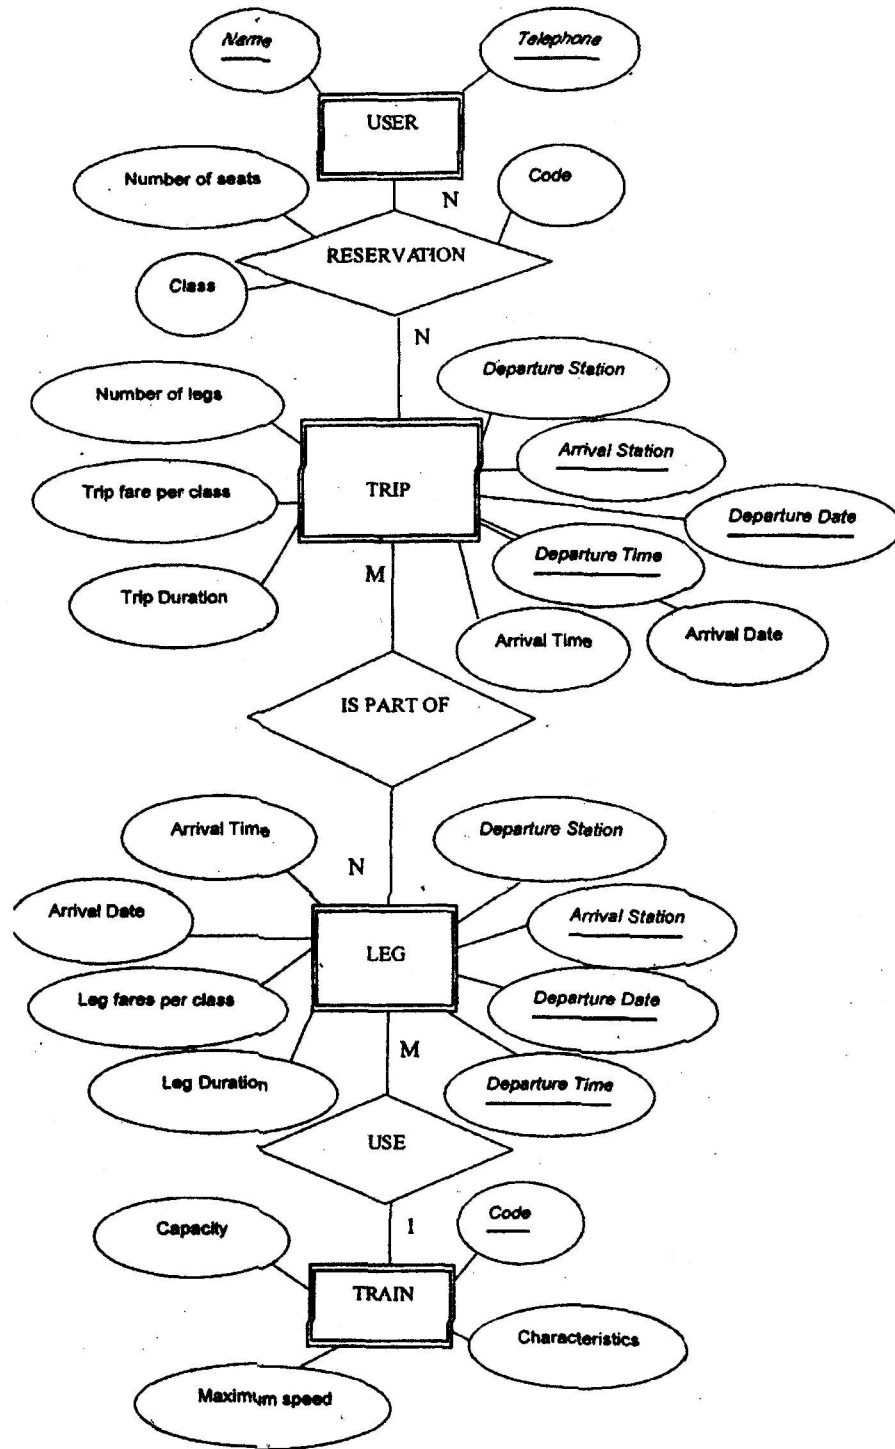 Name
Telephone
USER
Number of seats
Code
N
RESERVATION
Class
N
Departure Station
Number of legs
Arrival Station
Trip fare per class
TRIP
Departure Date
Departure Time
M
Trip Duration
Arrival Time
Arrival Date
IS PART OF
Arrival Time
Departure Station
N
Arrival Date
Arrival Station
LEG
Leg fares per class
Departure Date
M
Leg Duration
Departure Time
USE
Capacity
1
Code
TRAIN
Characteristics
Maximum speed